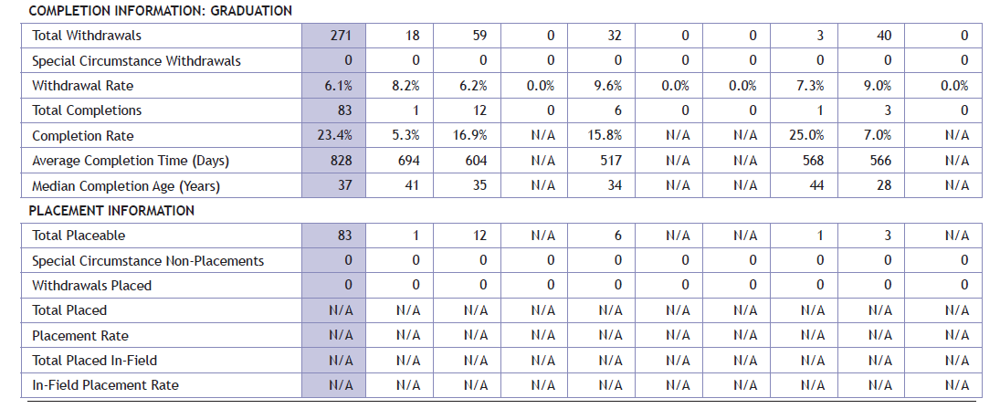 COMPLETION INFORMATION: GRADUATION
Total Withdrawals 271 18 59 0 32 0 0 3 40 0
Special Circumstance Withdrawals 0 0 0 0 0 0 0 0 0 0
Withdrawal Rate 6.1% 8.2% 6.2% 0.0% 9.6% 0.0% 0.0% 7.3% 9.0% 0.0%
Total Completions 83 1 12 0 6 0 0 1 3 0
Completion Rate 23.4% 5.3% 16.9% N/A 15.8% N/A N/A 25.0% 7.0% N/A
Average Completion Time (Days) 828 694 604 N/A 517 N/A N/A 568 566 N/A
Median Completion Age (Years) 37 41 35 N/A 34 N/A N/A 44 28 N/A
PLACEMENT INFORMATION
Total Placeable 83 1 12 N/A 6 N/A N/A 1 3 N/A
Special Circumstance Non-Placements 0 0 0 0 0 0 0 0 0 0
Withdrawals Placed 0 0 0 0 0 0 0 0 0 0
Total Placed N/A N/A N/A N/A N/A N/A N/A N/A N/A N/A
Placement Rate N/A N/A N/A N/A N/A N/A N/A N/A N/A N/A
Total Placed In-Field N/A N/A N/A N/A N/A N/A N/A N/A N/A N/A
In-Field Placement Rate N/A N/A N/A N/A N/A N/A N/A N/A N/A N/A